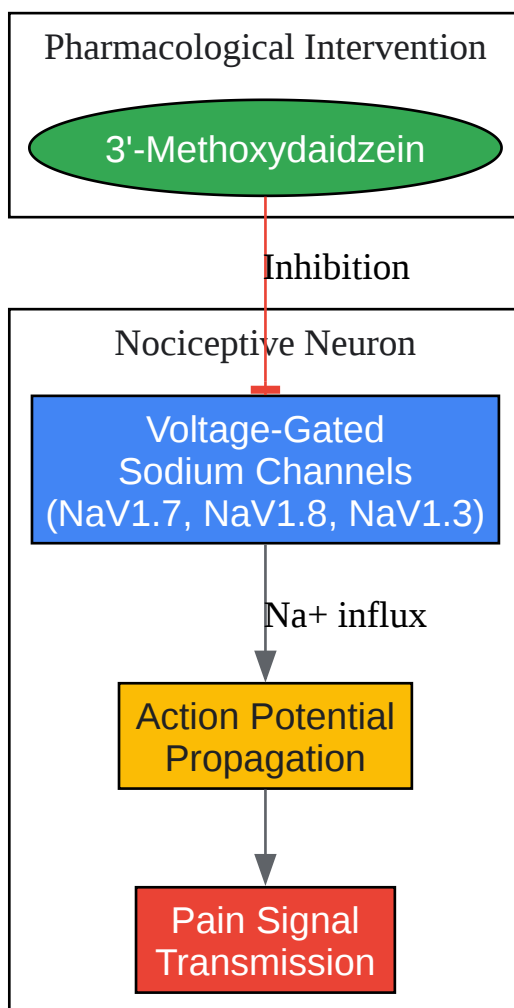 Pharmacological Intervention
3'-Methoxydaidzein
Inhibition
Nociceptive Neuron
Voltage-Gated
Sodium Channels
(NaV1.7, NaV1.8, NaV1.3)
Na+ influx
Action Potential
Propagation
Pain Signal
Transmission